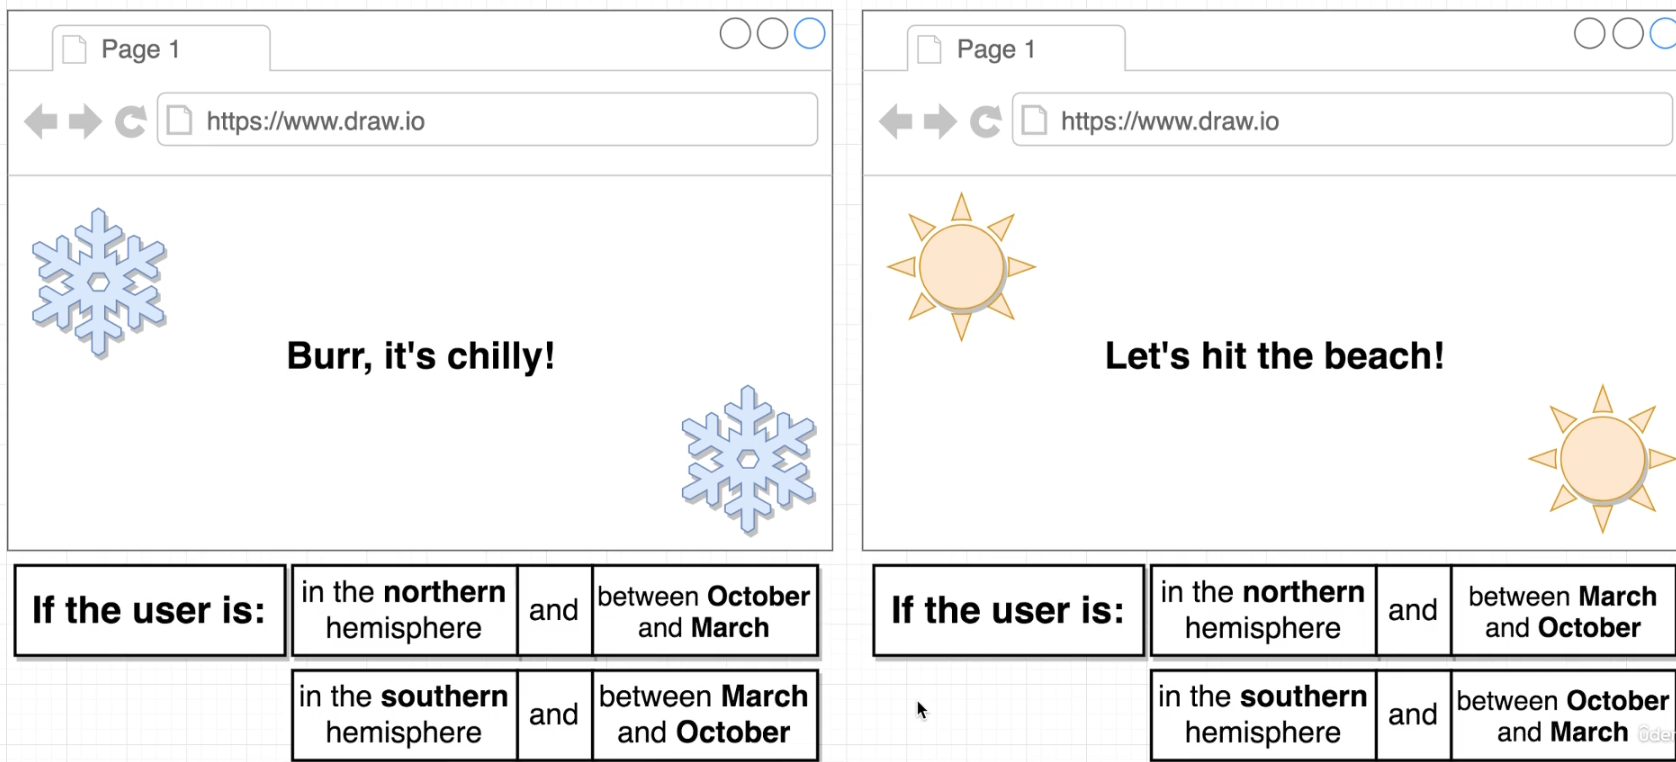 Page 1
https://www.draw.io
Burr, it's chilly!
If the user is:
in the northern
hemisphere
and
between October
and March
in the southern
hemisphere
and
between March
and October
Page 1
https://www.draw.io
Let's hit the beach!
If the user is:
in the northern
hemisphere
and
between March
and October
in the southern
hemisphere
and
between October
and March